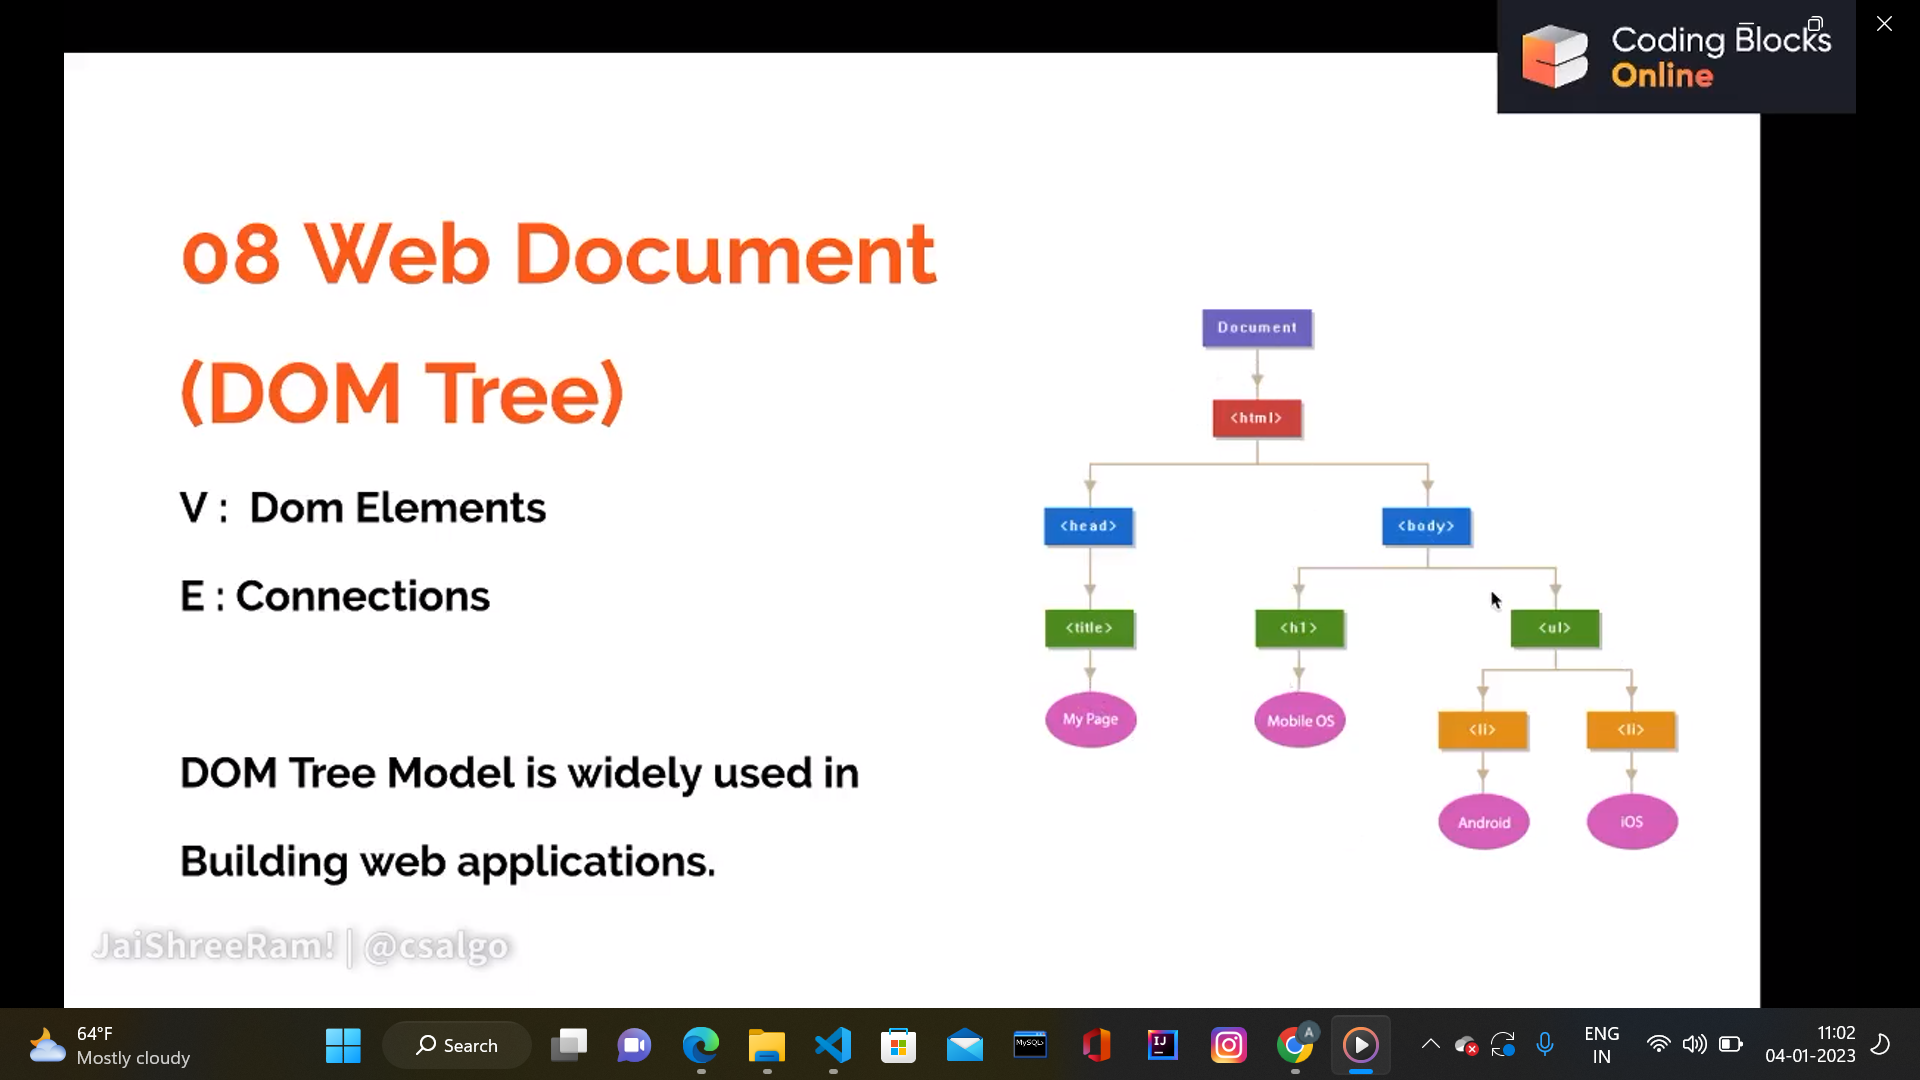 Coding Blocks
Online
08 Web Document
(DOM Tree)
V : Dom Elements
E : Connections
DOM Tree Model is widely used in
Building web applications.
Document
<html>
<head>
<body>
<title>
<h1>
<ul>
My Page
Mobile OS
<li>
<li>
Android
iOS
JaiShreeRam! | @csalgo
64°F
Mostly cloudy
Search
MySQL
IJ
A
ENG
IN
11:02
04-01-2023